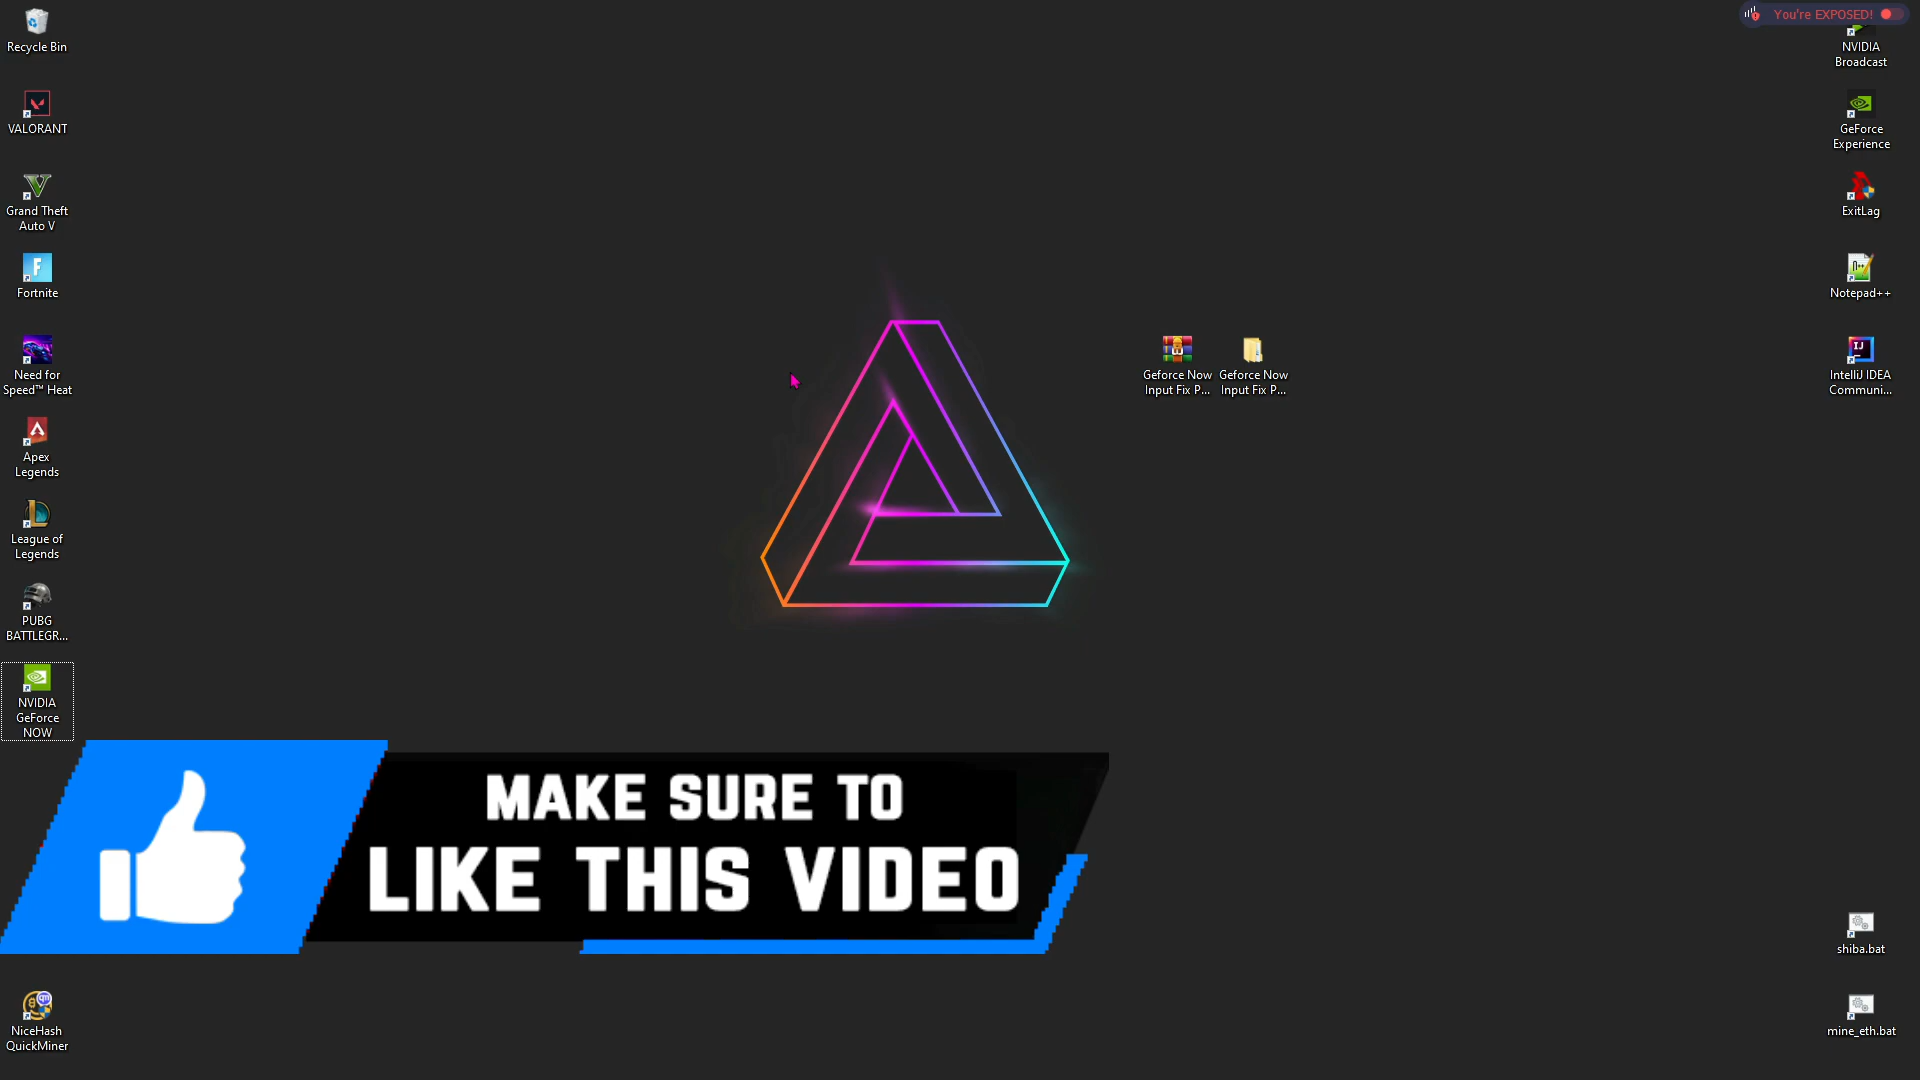 Recycle Bin
VALORANT
Grand Theft
Auto V
Fortnite
Need for
Speed™ Heat
Apex
Legends
League of
Legends
PUBG
BATTLEGR...
NVIDIA
GeForce
NOW
NiceHash
QuickMiner
MAKE SURE TO
LIKE THIS VIDEO
Geforce Now
Input Fix P...
Geforce Now
Input Fix P...
You're EXPOSED!
NVIDIA
Broadcast
GeForce
Experience
ExitLag
Notepad++
IntelliJ IDEA
Communi...
shiba.bat
mine_eth.bat